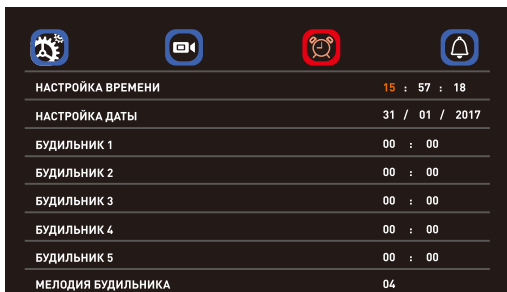 НАСТРОЙКА ВРЕМЕНИ 15 : 57 : 18
НАСТРОЙКА ДАТЫ 31 / 01 / 2017
БУДИЛЬНИК 1 00 : 00
БУДИЛЬНИК 2 00 : 00
БУДИЛЬНИК 3 00 : 00
БУДИЛЬНИК 4 00 : 00
БУДИЛЬНИК 5 00 : 00
МЕЛОДИЯ БУДИЛЬНИКА 04